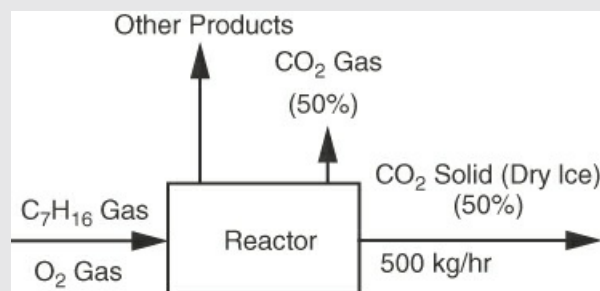 Other Products
CO₂ Gas
(50%)
CO₂ Solid (Dry Ice)
(50%)
C₇H₁₆ Gas
Reactor
O₂ Gas
500 kg/hr